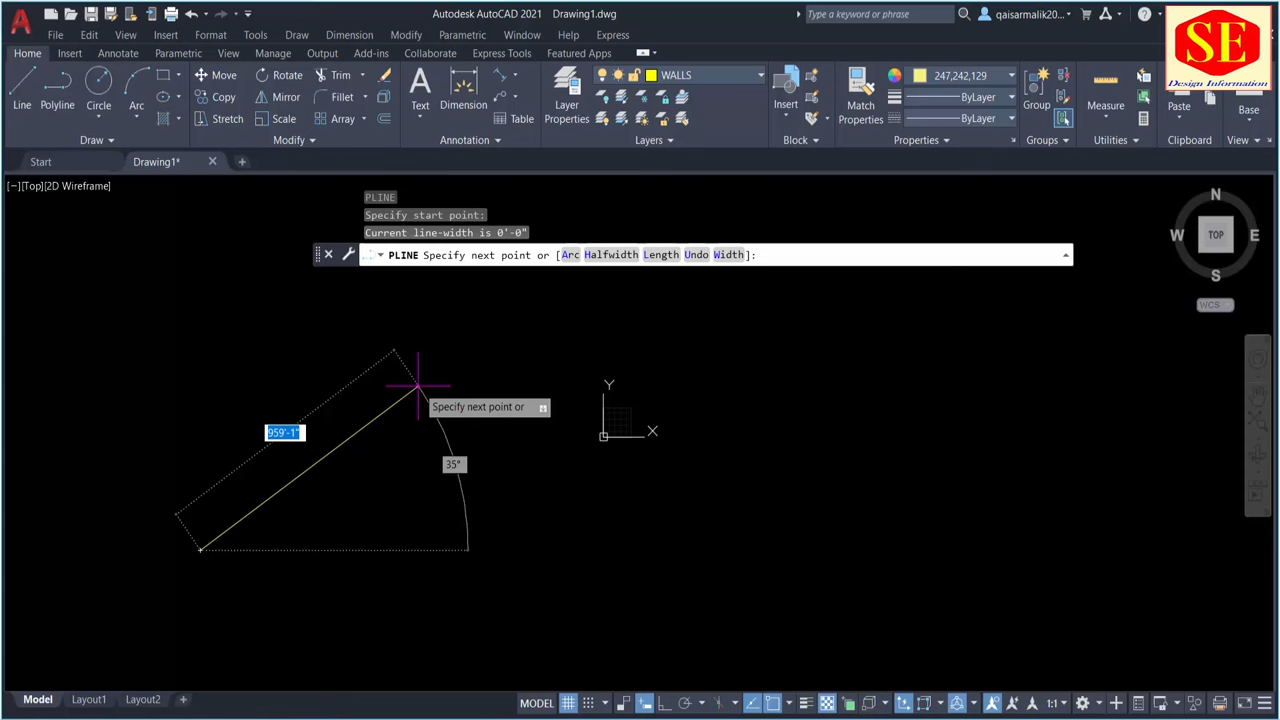 Autodesk AutoCAD 2021 Drawing1.dwg
Type a keyword or phrase
qaisarmalik20...
SE
Design Information
File Edit View Insert Format Tools Draw Dimension Modify Parametric Window Help Express
Home Insert Annotate Parametric View Manage Output Add-ins Collaborate Express Tools Featured Apps
Line Polyline Circle Arc
Move Rotate Trim
Copy Mirror Fillet
Stretch Scale Array
Text Dimension Table
Layer Properties
WALLS
Insert
Match Properties
247,242,129
ByLayer
ByLayer
Group
Measure
Paste
Base
Draw Modify Annotation Layers Block Properties Groups Utilities Clipboard View
Start Drawing1*
[−][Top][2D Wireframe]
PLINE
Specify start point:
Current line-width is 0'-0"
PLINE Specify next point or [Arc Halfwidth Length Undo Width]:
N
W TOP E
S
WCS
Y
Specify next point or
959'-1"
X
35°
Model Layout1 Layout2
MODEL
1:1